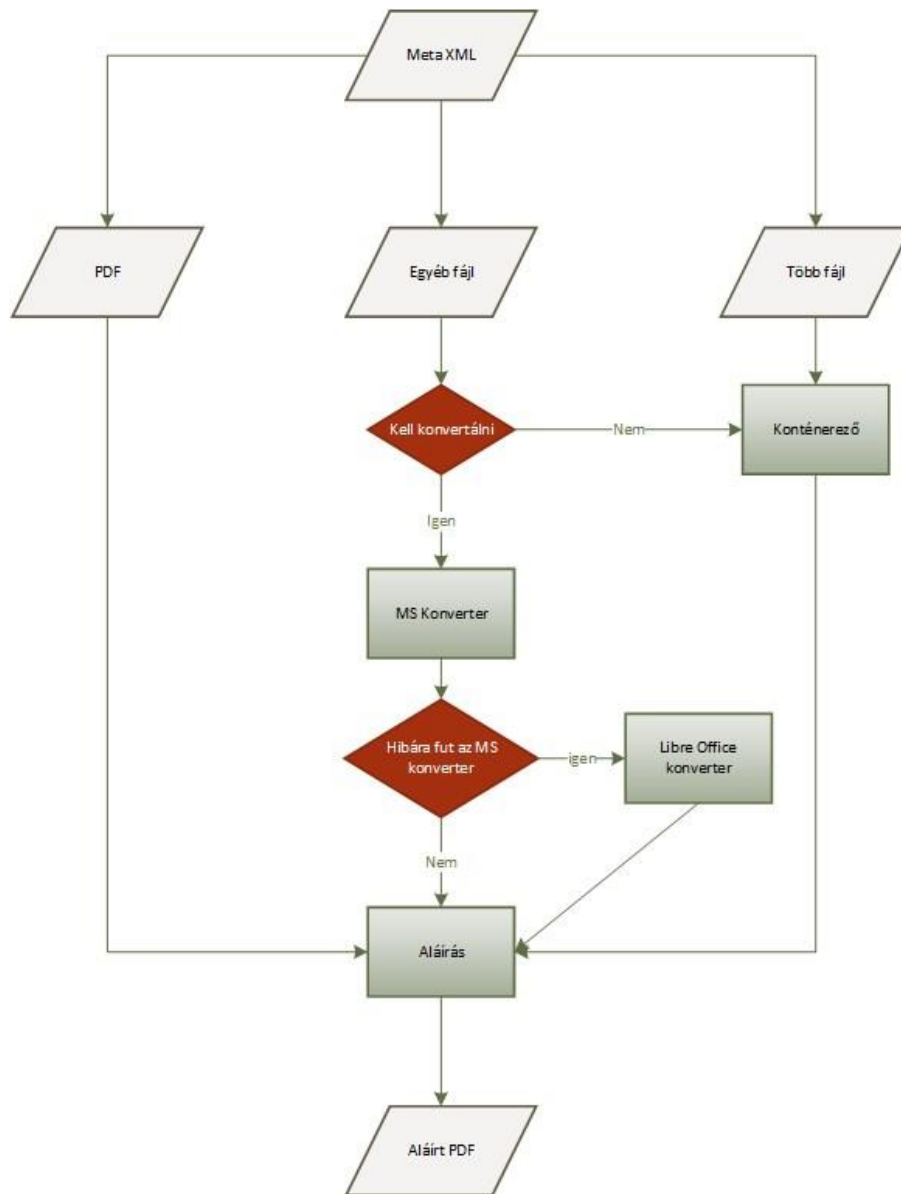 Meta XML
PDF
Egyéb fájl
Több fájl
Kell konvertálni
Nem
Konténerező
Igen
MS Konverter
Hibára fut az MS
konverter
igen
Libre Office
konverter
Nem
Aláírás
Aláírt PDF